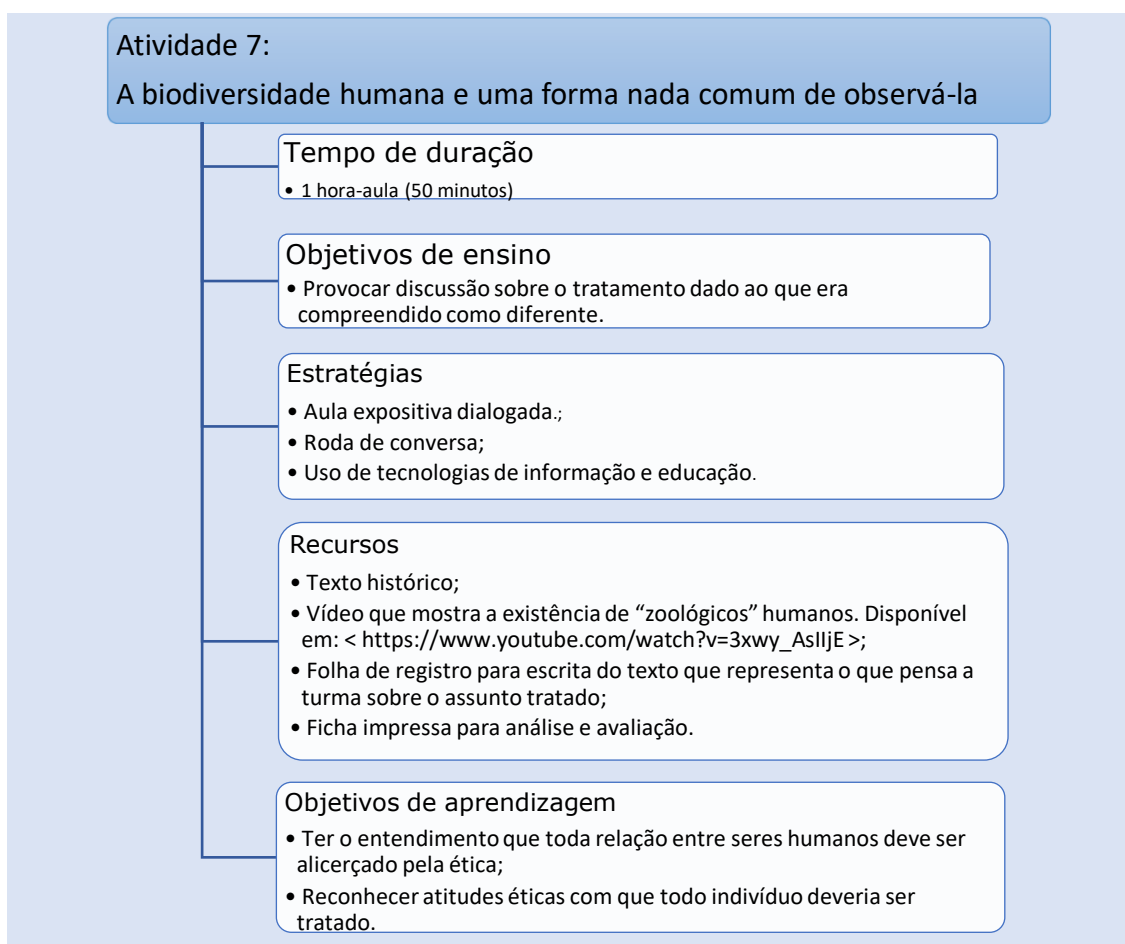 Atividade 7:
A biodiversidade humana e uma forma nada comum de observá-la
Tempo de duração
• 1 hora-aula (50 minutos)
Objetivos de ensino
• Provocar discussão sobre o tratamento dado ao que era
compreendido como diferente.
Estratégias
• Aula expositiva dialogada.;
• Roda de conversa;
• Uso de tecnologias de informação e educação.
Recursos
• Texto histórico;
• Vídeo que mostra a existência de “zoológicos” humanos. Disponível
em: < https://www.youtube.com/watch?v=3xwy_AsIIjE >;
• Folha de registro para escrita do texto que representa o que pensa a
turma sobre o assunto tratado;
• Ficha impressa para análise e avaliação.
Objetivos de aprendizagem
• Ter o entendimento que toda relação entre seres humanos deve ser
alicerçado pela ética;
• Reconhecer atitudes éticas com que todo indivíduo deveria ser
tratado.